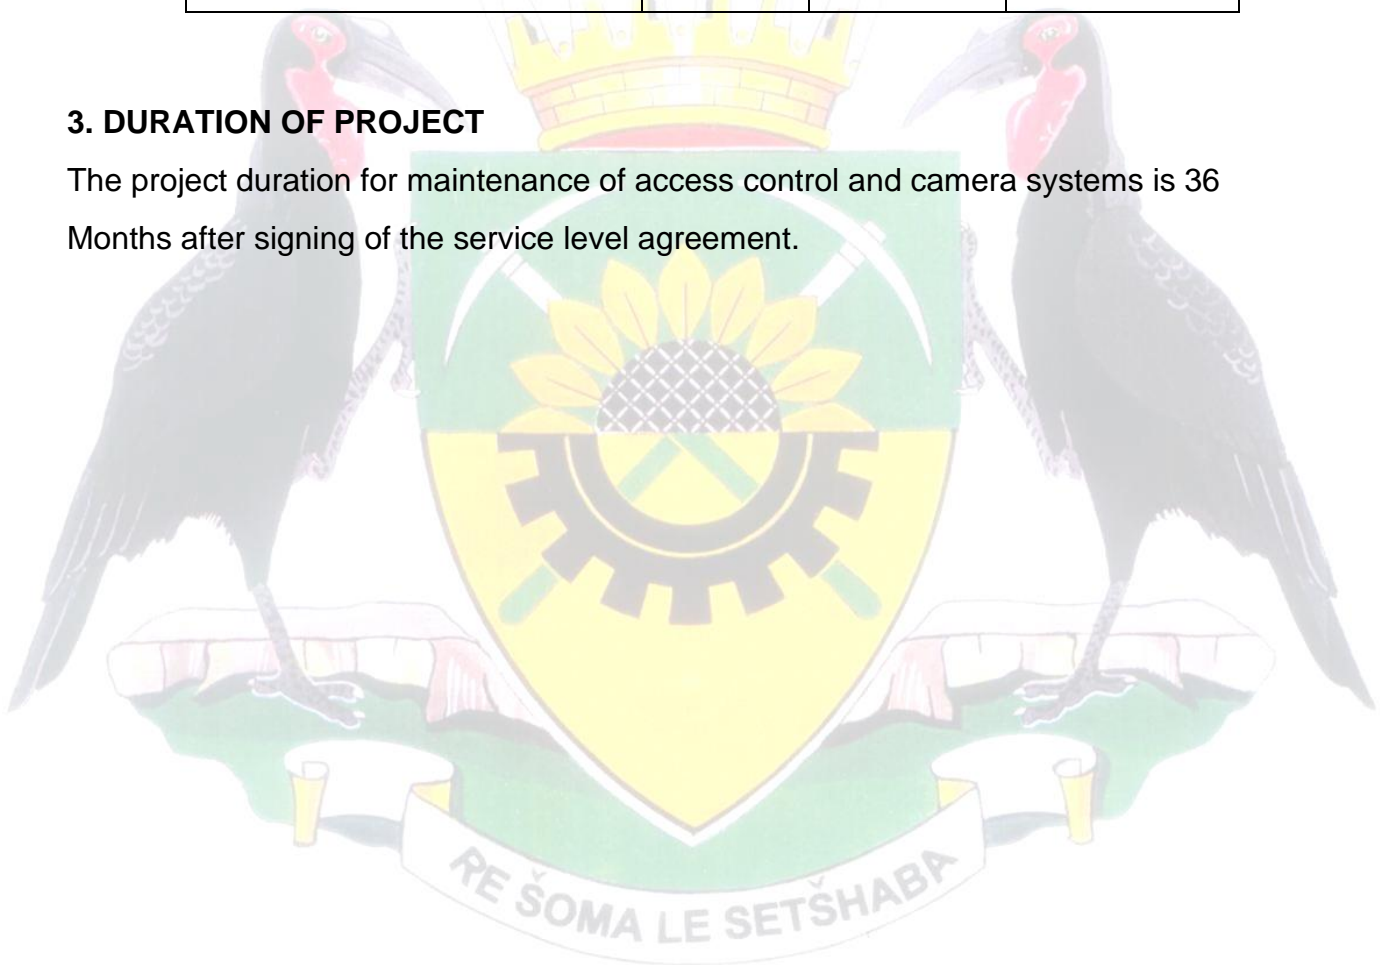 3. DURATION OF PROJECT
The project duration for maintenance of access control and camera systems is 36
Months after signing of the service level agreement.
RE ŠOMA LE SETŠHABA